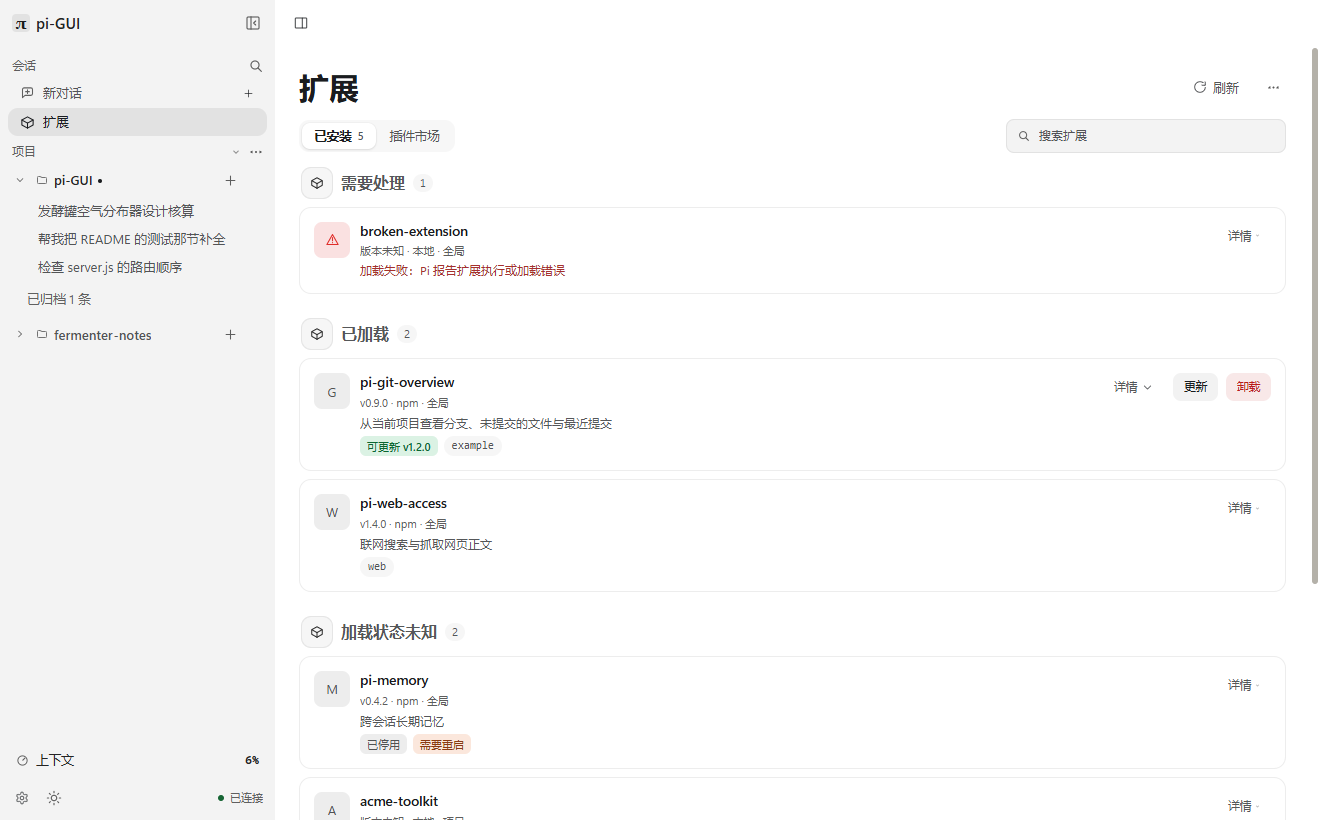 π pi-GUI
会话
新对话
扩展
项目
pi-GUI
发酵罐空气分布器设计核算
帮我把 README 的测试那节补全
检查 server.js 的路由顺序
已归档 1 条
fermenter-notes
上下文 6%
已连接
扩展
刷新
已安装 5 插件市场
搜索扩展
需要处理 1
broken-extension
详情
版本未知 · 本地 · 全局
加载失败：Pi 报告扩展执行或加载错误
已加载 2
G
pi-git-overview
详情 更新 卸载
v0.9.0 · npm · 全局
从当前项目查看分支、未提交的文件与最近提交
可更新 v1.2.0 example
W
pi-web-access
详情
v1.4.0 · npm · 全局
联网搜索与抓取网页正文
web
加载状态未知 2
M
pi-memory
详情
v0.4.2 · npm · 全局
跨会话长期记忆
已停用 需要重启
A
acme-toolkit
详情